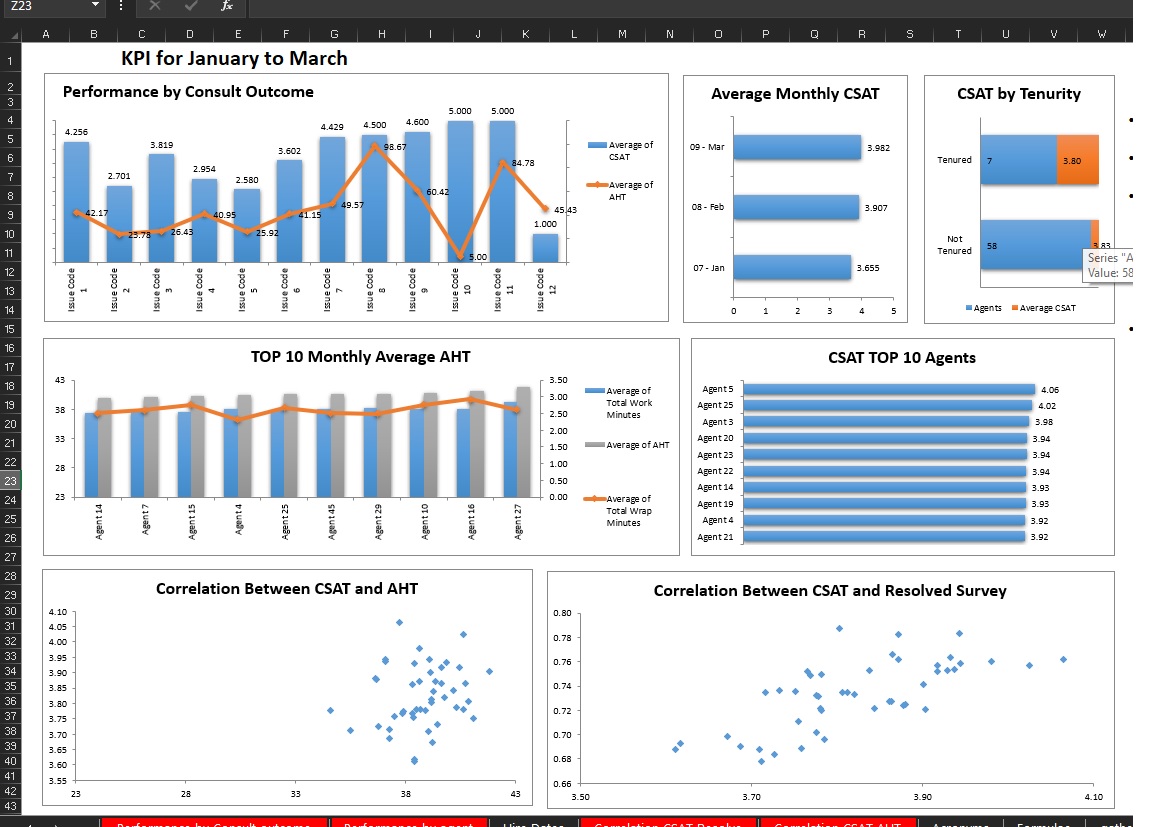 Z23
fx
A B C D E F G H I J K L M N O P Q R S T U V W
1 2 3 4 5 6 7 8 9 10 11 12 13 14 15 16 17 18 19 20 21 22 23 24 25 26 27 28 29 30 31 32 33 34 35 36 37 38 39 40 41 42 43
KPI for January to March
Performance by Consult Outcome
4.256 2.701 3.819 2.954 2.580 3.602 4.429 4.500 4.600 5.000 5.000 1.000
42.17 23.78 26.43 40.95 25.92 41.15 49.57 98.67 60.42 5.00 84.78 45.43
Issue Code 1
Issue Code 2
Issue Code 3
Issue Code 4
Issue Code 5
Issue Code 6
Issue Code 7
Issue Code 8
Issue Code 9
Issue Code 10
Issue Code 11
Issue Code 12
Average of
CSAT
Average of
AHT
Average Monthly CSAT
09 - Mar 3.982
08 - Feb 3.907
07 - Jan 3.655
0 1 2 3 4 5
CSAT by Tenurity
Tenured 7 3.80
Not
Tenured 58 3.83
Series "A
Value: 58
Agents Average CSAT
TOP 10 Monthly Average AHT
43 38 33 28 23
3.50 3.00 2.50 2.00 1.50 1.00 0.50 0.00
Agent 14
Agent 7
Agent 15
Agent 4
Agent 25
Agent 45
Agent 29
Agent 10
Agent 16
Agent 27
Average of
Total Work
Minutes
Average of AHT
Average of
Total Wrap
Minutes
CSAT TOP 10 Agents
Agent 5 4.06
Agent 25 4.02
Agent 3 3.98
Agent 20 3.94
Agent 23 3.94
Agent 22 3.94
Agent 14 3.93
Agent 19 3.93
Agent 4 3.92
Agent 21 3.92
Correlation Between CSAT and AHT
4.10
4.05
4.00
3.95
3.90
3.85
3.80
3.75
3.70
3.65
3.60
3.55
23 28 33 38 43
Correlation Between CSAT and Resolved Survey
0.80
0.78
0.76
0.74
0.72
0.70
0.68
0.66
3.50 3.70 3.90 4.10
Performance by Consult outcome Performance by agent Hire Dates Correlation CSAT Resolve Correlation CSAT AHT Acronyms Formulas